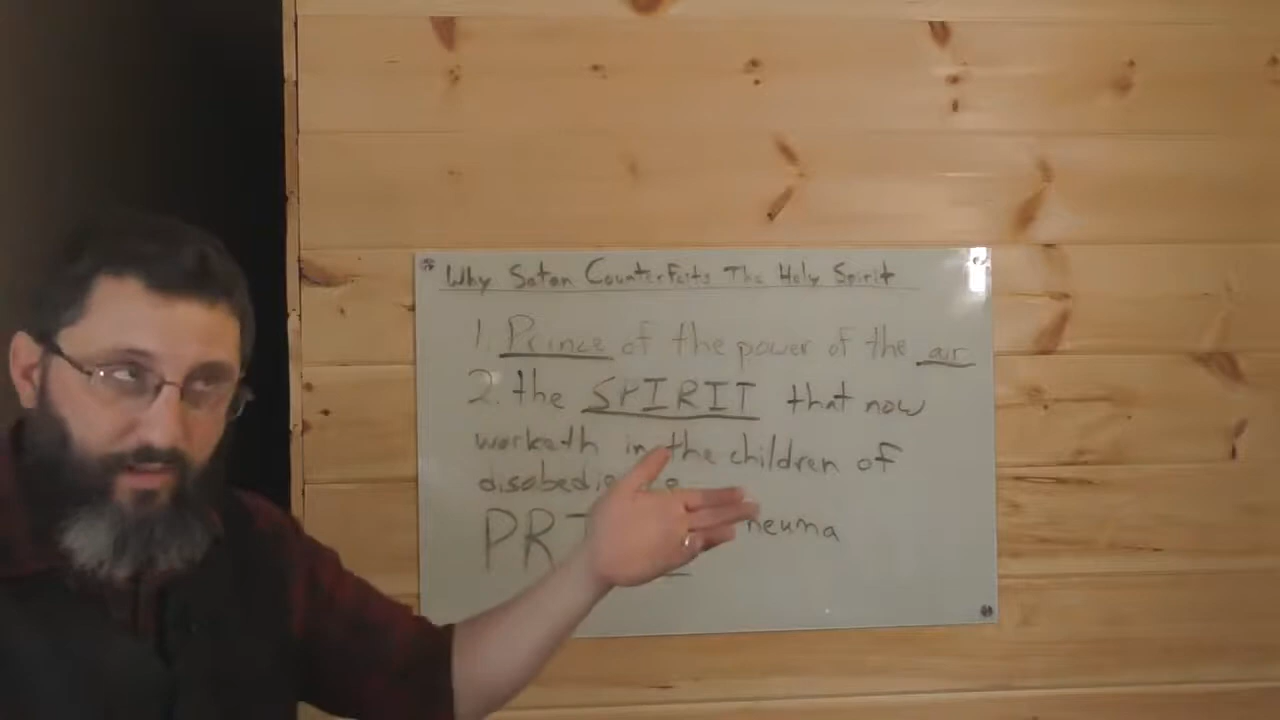 Why Satan Counterfeits The Holy Spirit
1. Prince of the power of the air
2. the SPIRIT that now
worketh in the children of